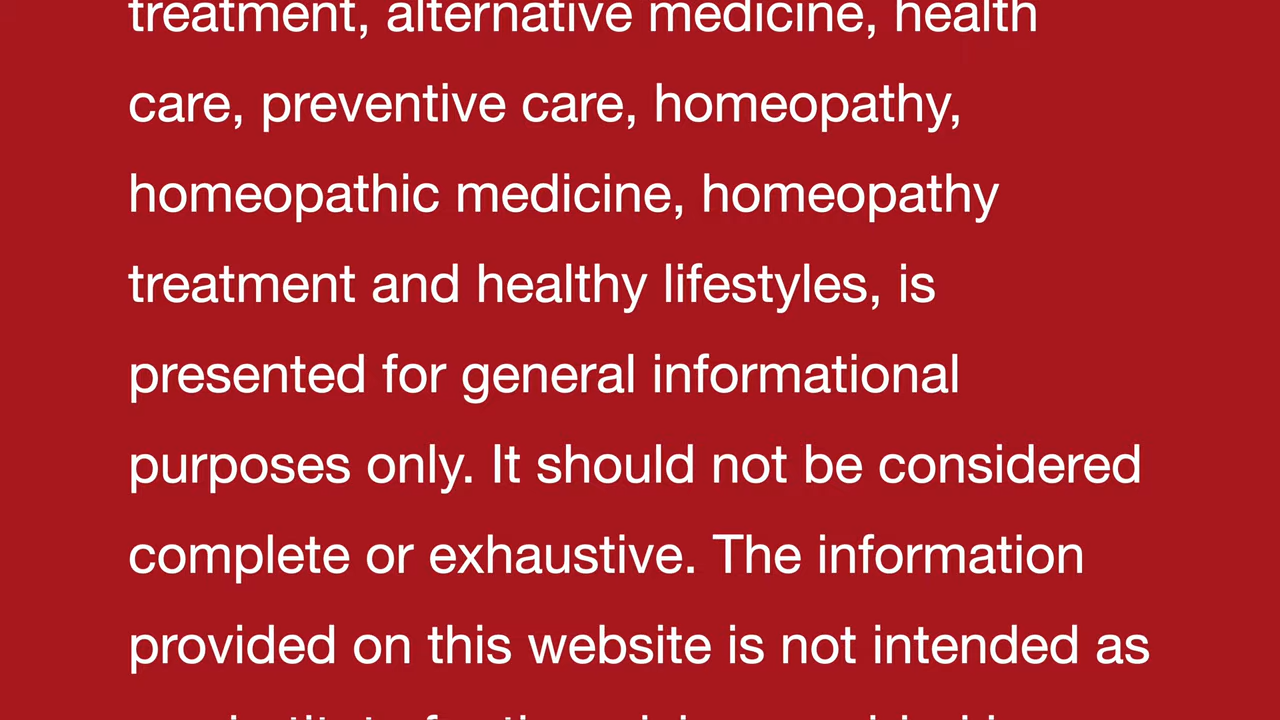 treatment, alternative medicine, health
care, preventive care, homeopathy,
homeopathic medicine, homeopathy
treatment and healthy lifestyles, is
presented for general informational
purposes only. It should not be considered
complete or exhaustive. The information
provided on this website is not intended as